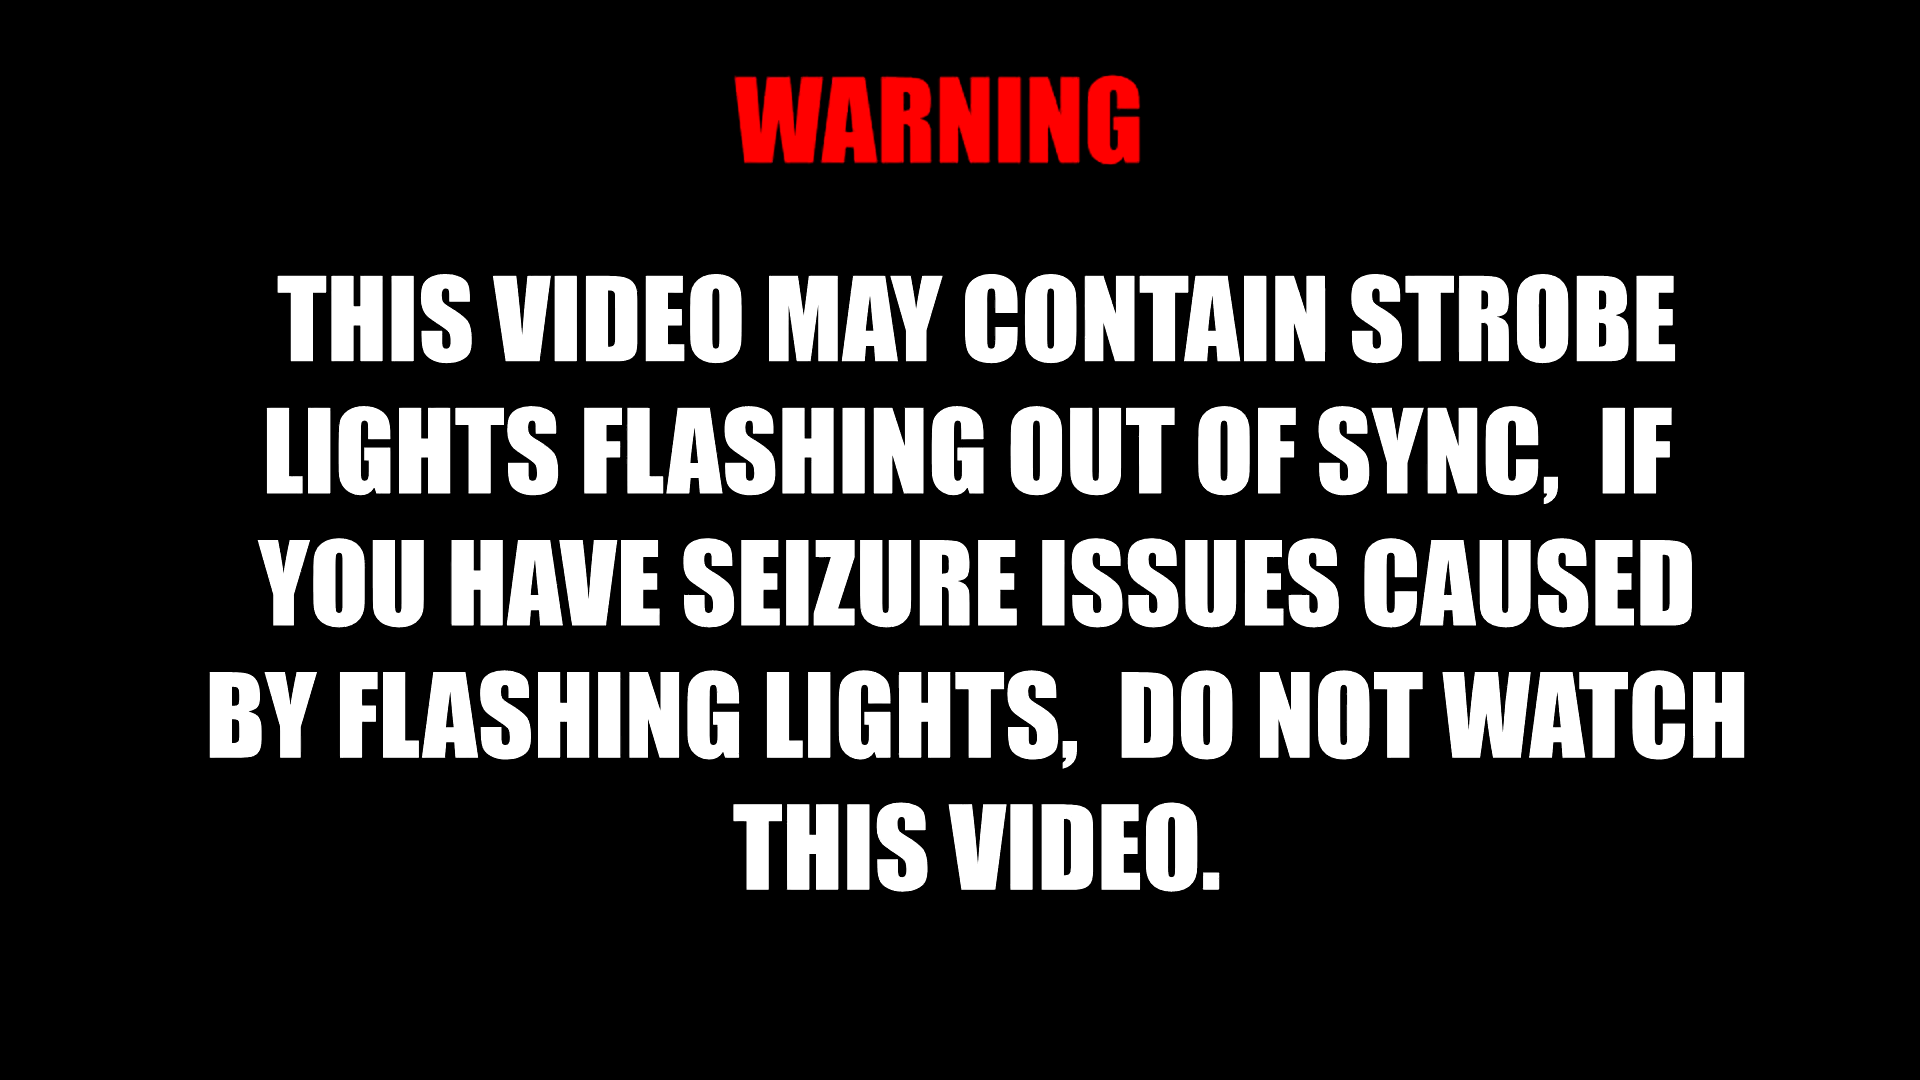 WARNING
THIS VIDEO MAY CONTAIN STROBE
LIGHTS FLASHING OUT OF SYNC,  IF
YOU HAVE SEIZURE ISSUES CAUSED
BY FLASHING LIGHTS,  DO NOT WATCH
THIS VIDEO.